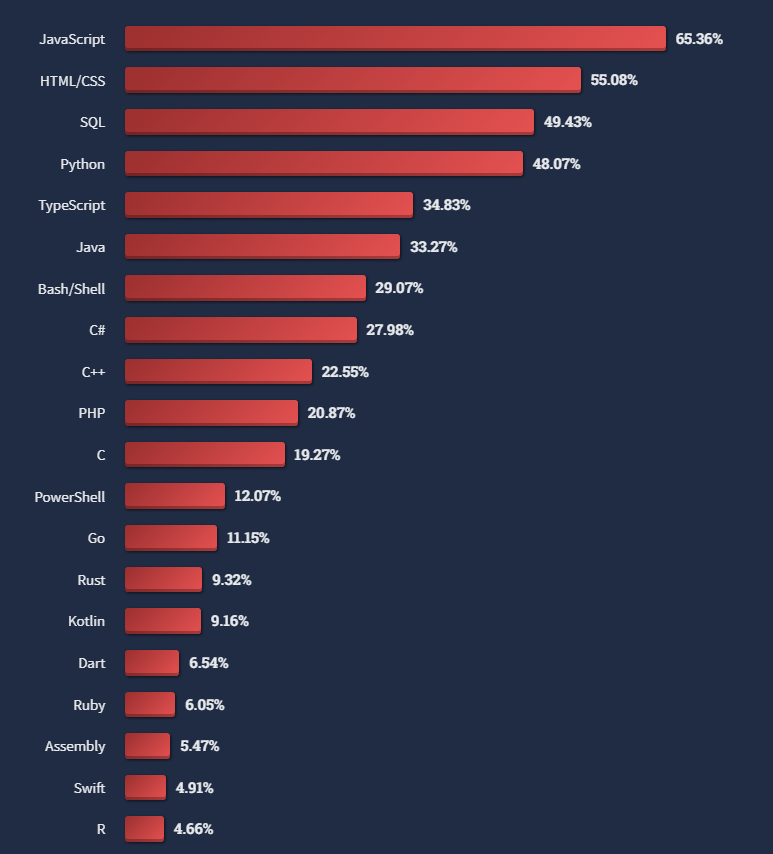 JavaScript 65.36%
HTML/CSS 55.08%
SQL 49.43%
Python 48.07%
TypeScript 34.83%
Java 33.27%
Bash/Shell 29.07%
C# 27.98%
C++ 22.55%
PHP 20.87%
C 19.27%
PowerShell 12.07%
Go 11.15%
Rust 9.32%
Kotlin 9.16%
Dart 6.54%
Ruby 6.05%
Assembly 5.47%
Swift 4.91%
R 4.66%